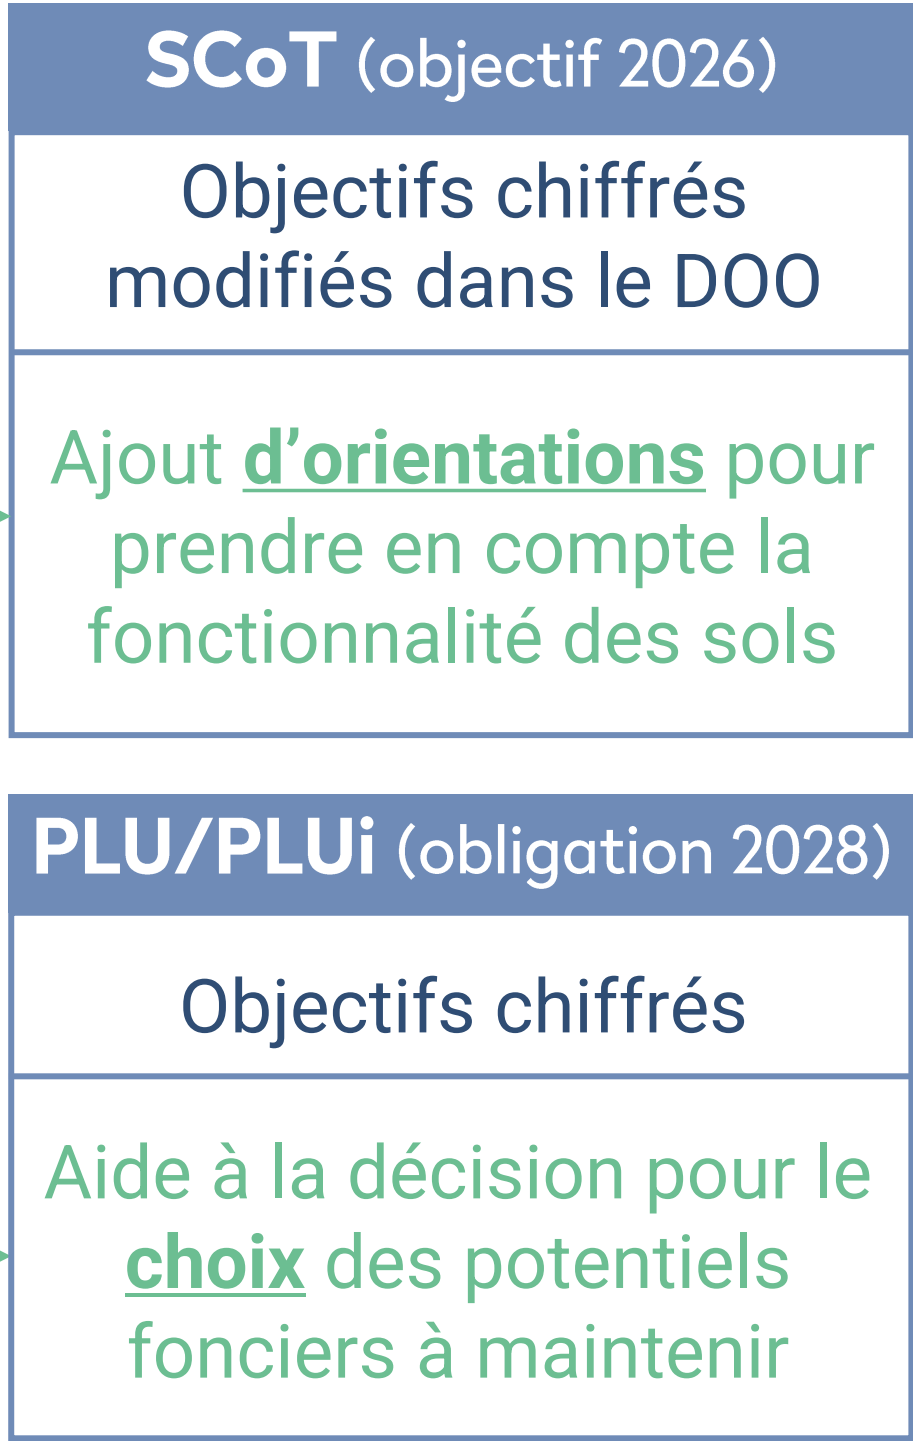 SCoT (objectif 2026)
Objectifs chiffrés
modifiés dans le DOO
Ajout d’orientations pour
prendre en compte la
fonctionnalité des sols
PLU/PLUi (obligation 2028)
Objectifs chiffrés
Aide à la décision pour le
choix des potentiels
fonciers à maintenir